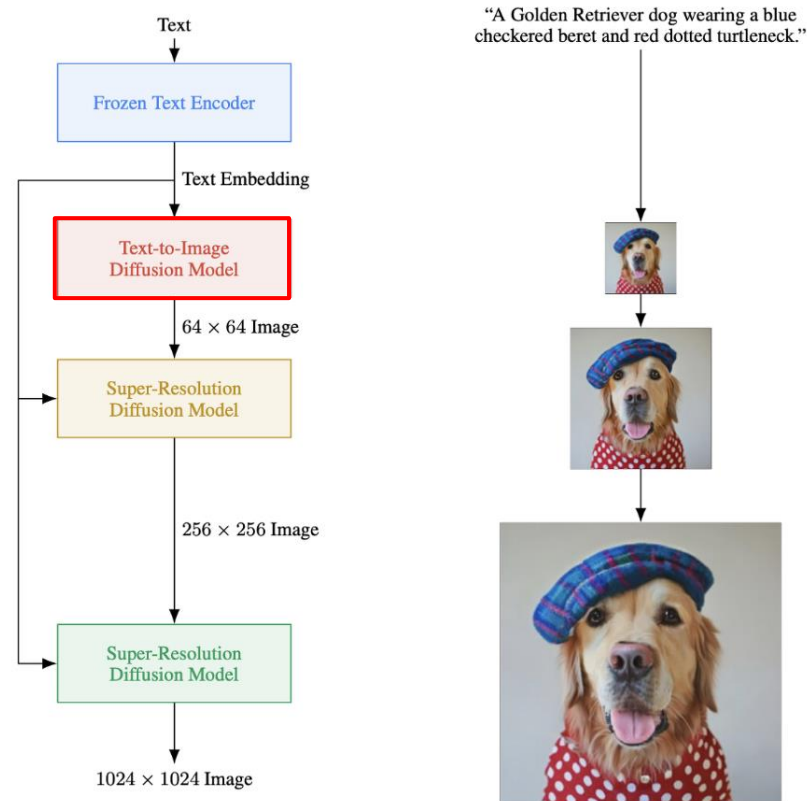 Text
Frozen Text Encoder
Text Embedding
Text-to-Image
Diffusion Model
64 × 64 Image
Super-Resolution
Diffusion Model
256 × 256 Image
Super-Resolution
Diffusion Model
1024 × 1024 Image
“A Golden Retriever dog wearing a blue
checkered beret and red dotted turtleneck.”